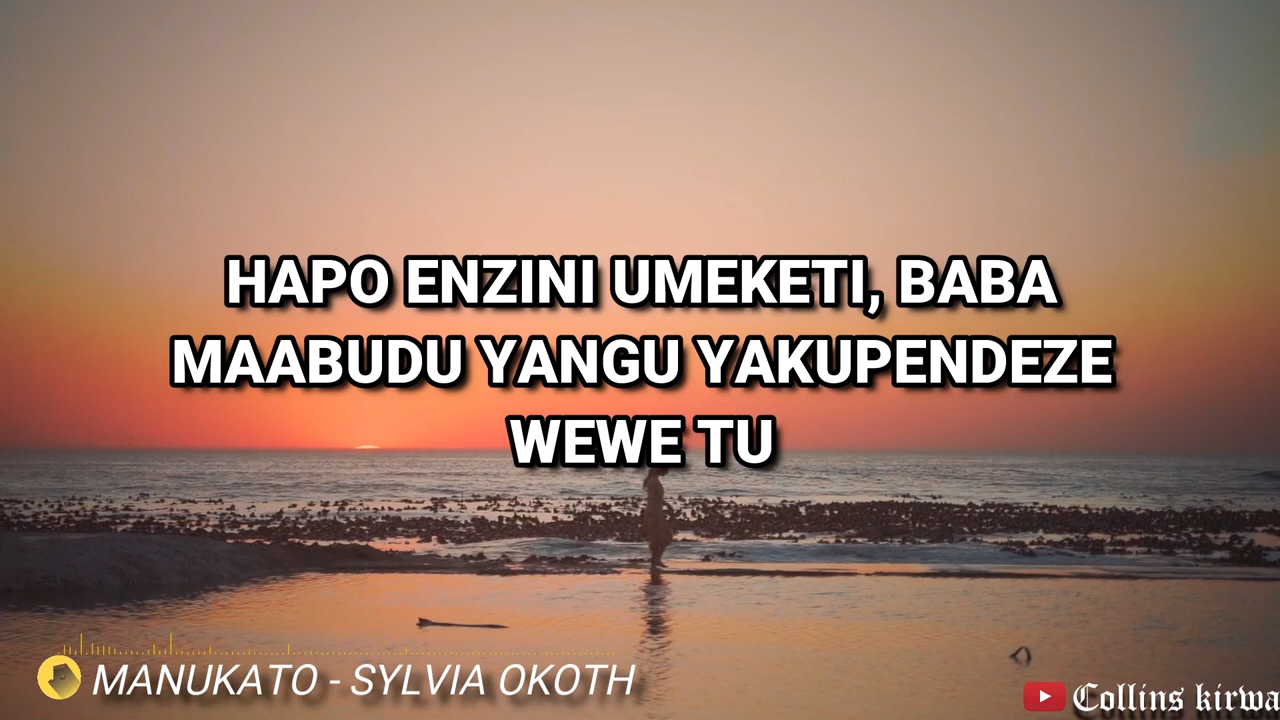 HAPO ENZINI UMEKETI, BABA
MAABUDU YANGU YAKUPENDEZE
WEWE TU
MANUKATO - SYLVIA OKOTH
Collins kirwa